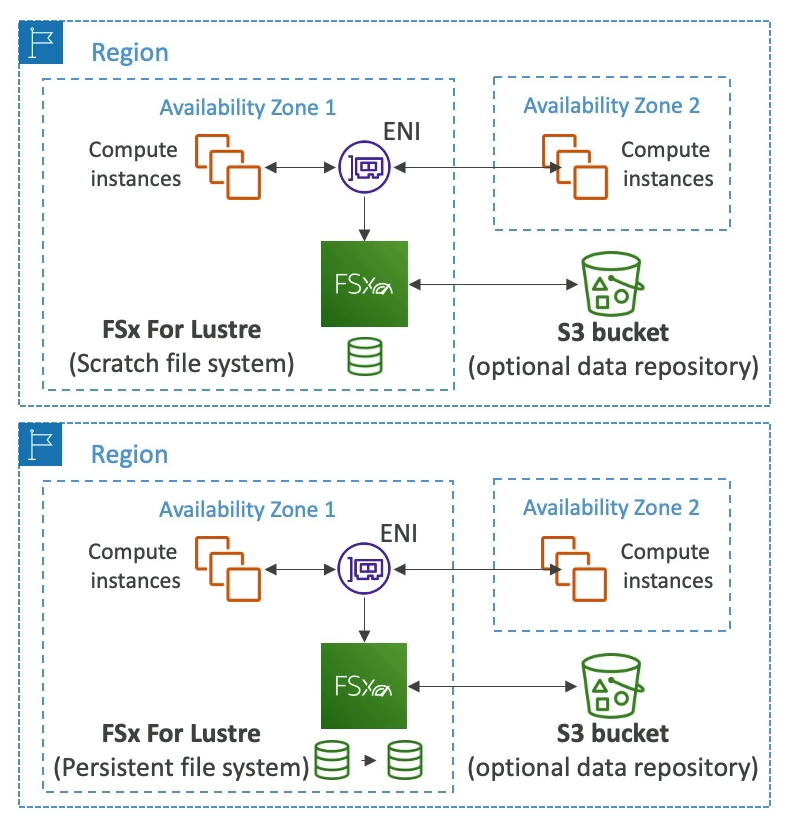 Region
Availability Zone 1
Availability Zone 2
ENI
Compute
instances
Compute
instances
FSx
FSx For Lustre
(Scratch file system)
S3 bucket
(optional data repository)
Region
Availability Zone 1
Availability Zone 2
ENI
Compute
instances
Compute
instances
FSx
FSx For Lustre
(Persistent file system)
S3 bucket
(optional data repository)